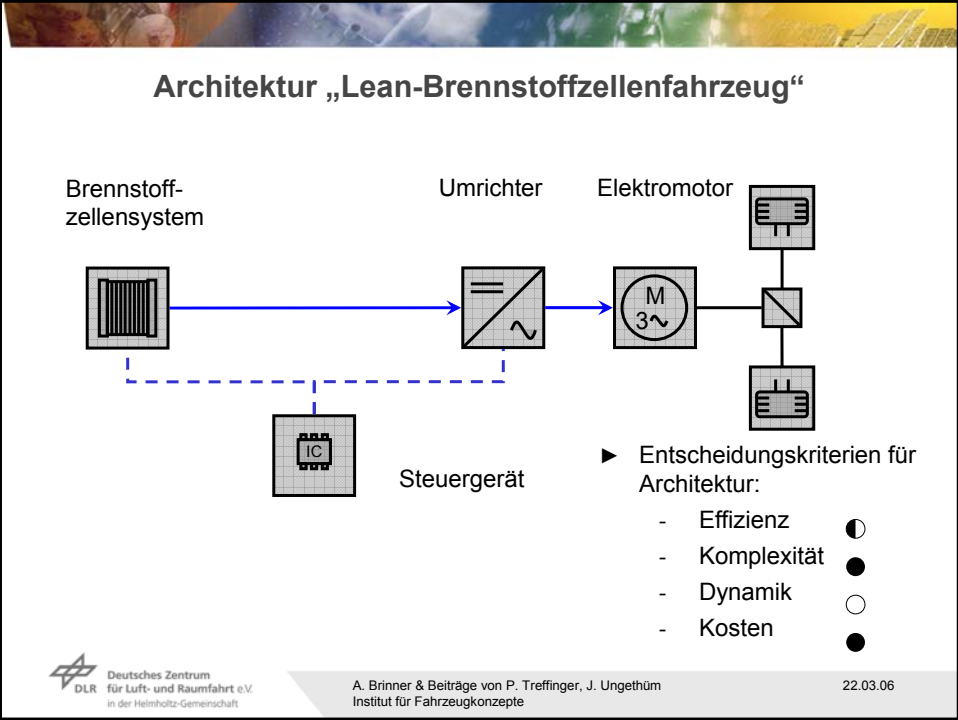 Architektur „Lean-Brennstoffzellenfahrzeug“
Brennstoff-
zellensystem
Umrichter
Elektromotor
M
3
IC
Steuergerät
► Entscheidungskriterien für
Architektur:
- Effizienz
- Komplexität
- Dynamik
- Kosten
DLR
Deutsches Zentrum
für Luft- und Raumfahrt e.V.
in der Helmholtz-Gemeinschaft
A. Brinner & Beiträge von P. Treffinger, J. Ungethüm
Institut für Fahrzeugkonzepte
22.03.06